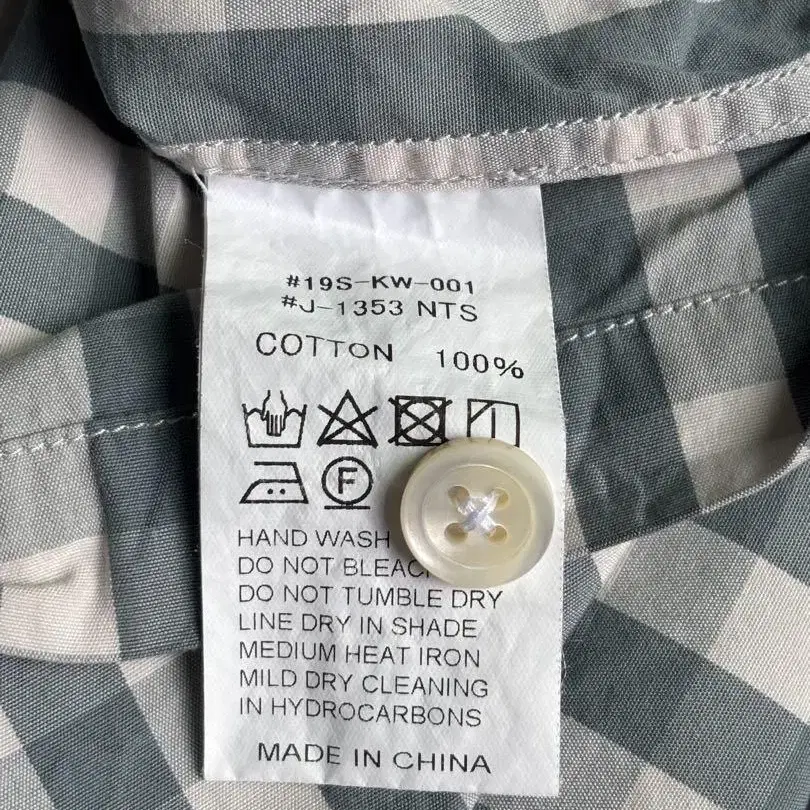 #19S-KW-001
#J-1353 NTS
COTTON 100%
F
HAND WASH
DO NOT BLEACH
DO NOT TUMBLE DRY
LINE DRY IN SHADE
MEDIUM HEAT IRON
MILD DRY CLEANING
IN HYDROCARBONS
MADE IN CHINA